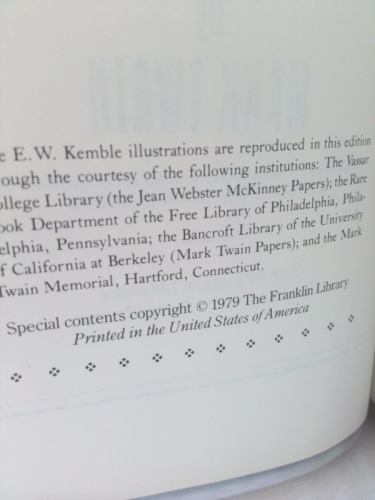 e E.W. Kemble illustrations are reproduced in this edition
rough the courtesy of the following institutions: The Vassar
ollege Library (the Jean Webster McKinney Papers); the Rare
ook Department of the Free Library of Philadelphia, Phila-
elphia, Pennsylvania; the Bancroft Library of the University
f California at Berkeley (Mark Twain Papers); and the Mark
Twain Memorial, Hartford, Connecticut.
Special contents copyright © 1979 The Franklin Library
Printed in the United States of America